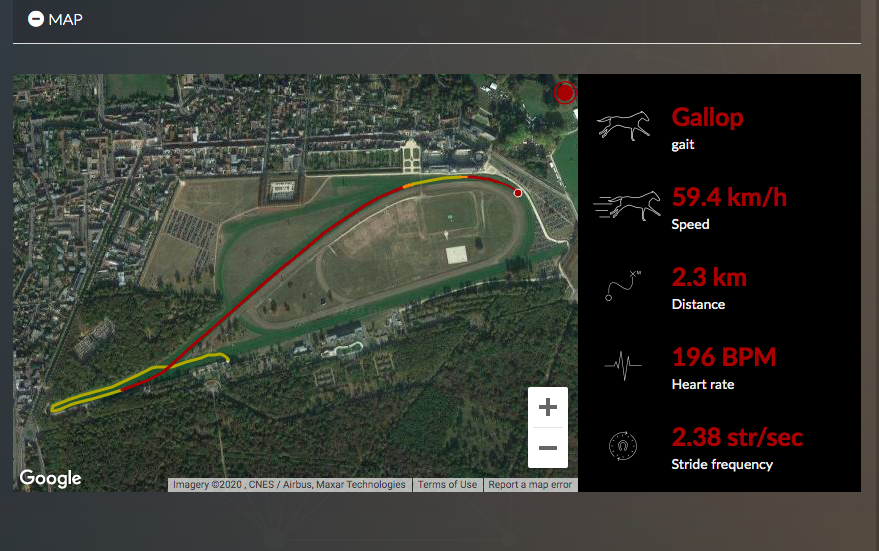 MAP
Gallop
gait
59.4 km/h
Speed
M
2.3 km
Distance
196 BPM
Heart rate
2.38 str/sec
Stride frequency
Google
Imagery ©2020 , CNES / Airbus, Maxar Technologies
Terms of Use
Report a map error